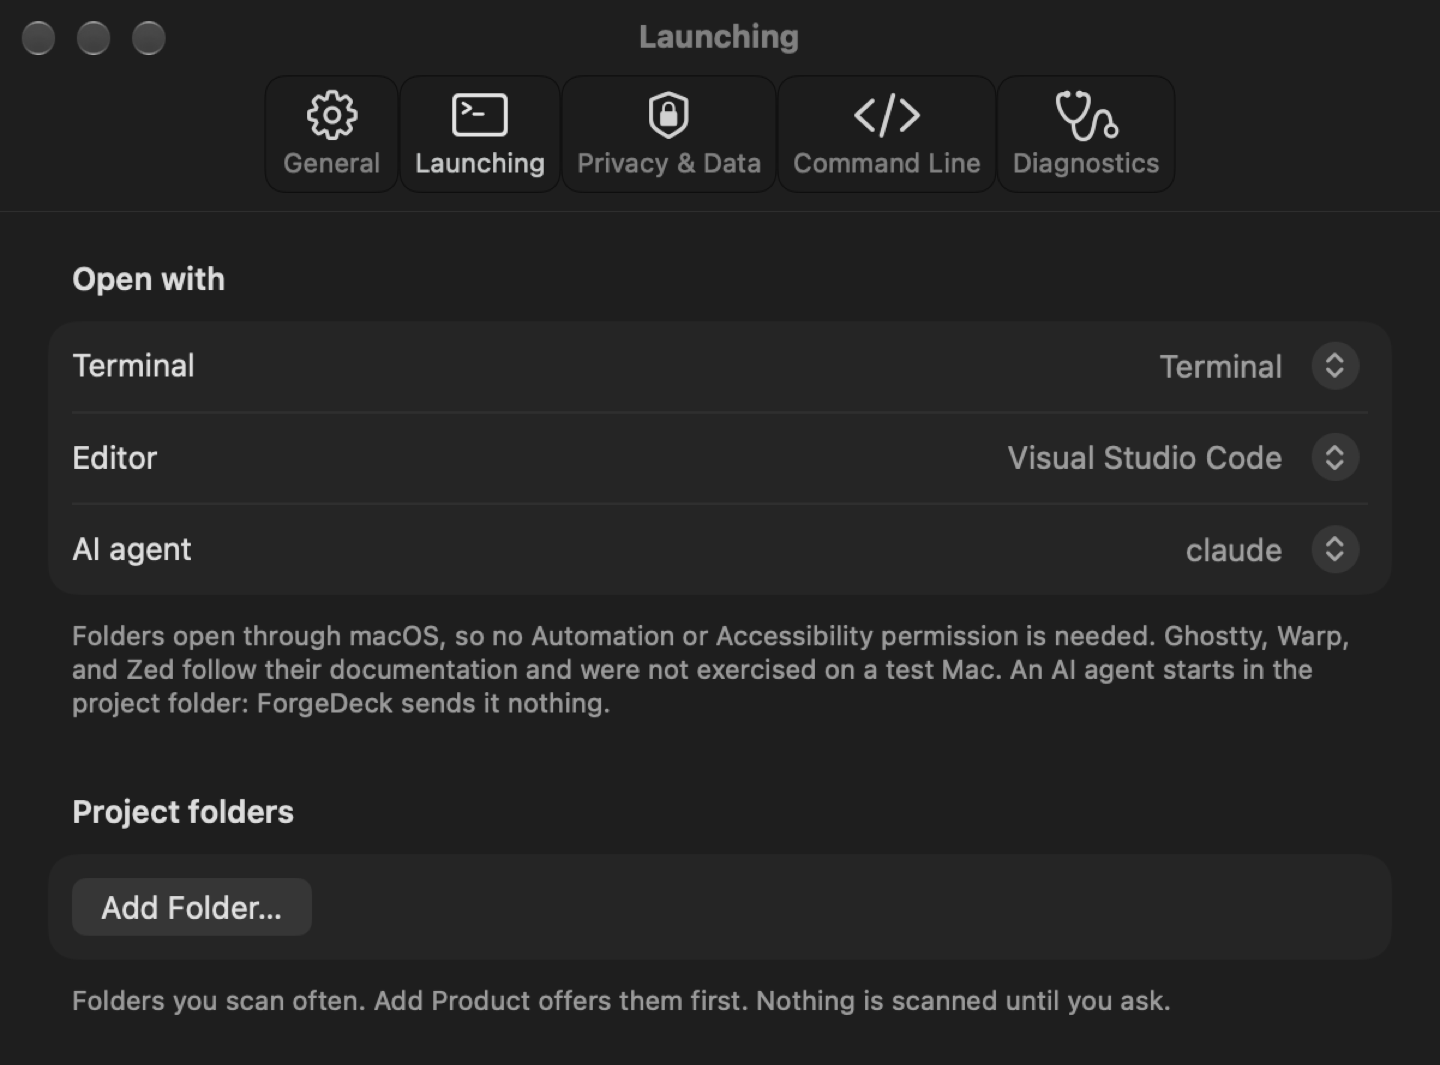 Launching
General
Launching
Privacy & Data
Command Line
Diagnostics
Open with
Terminal
Terminal
Editor
Visual Studio Code
AI agent
claude
Folders open through macOS, so no Automation or Accessibility permission is needed. Ghostty, Warp,
and Zed follow their documentation and were not exercised on a test Mac. An AI agent starts in the
project folder: ForgeDeck sends it nothing.
Project folders
Add Folder...
Folders you scan often. Add Product offers them first. Nothing is scanned until you ask.